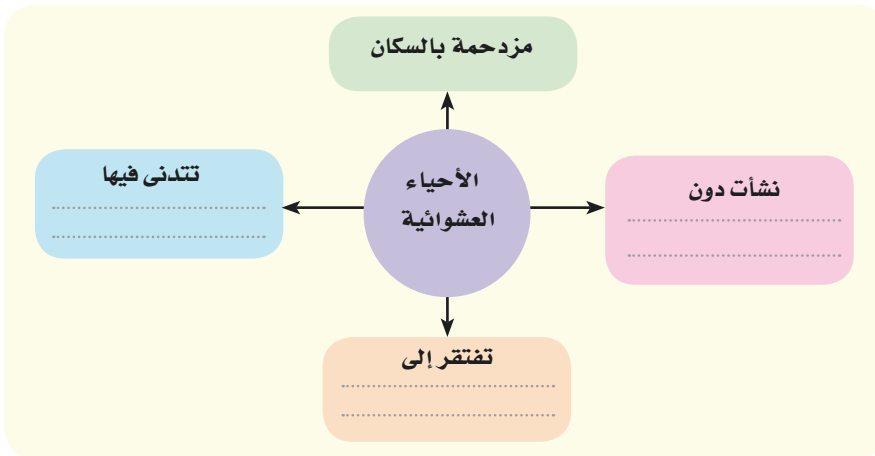 مزدحمة بالسكان
نشأت دون
الأحياء
العشوائية
تتدنى فيها
تفتقر إلى